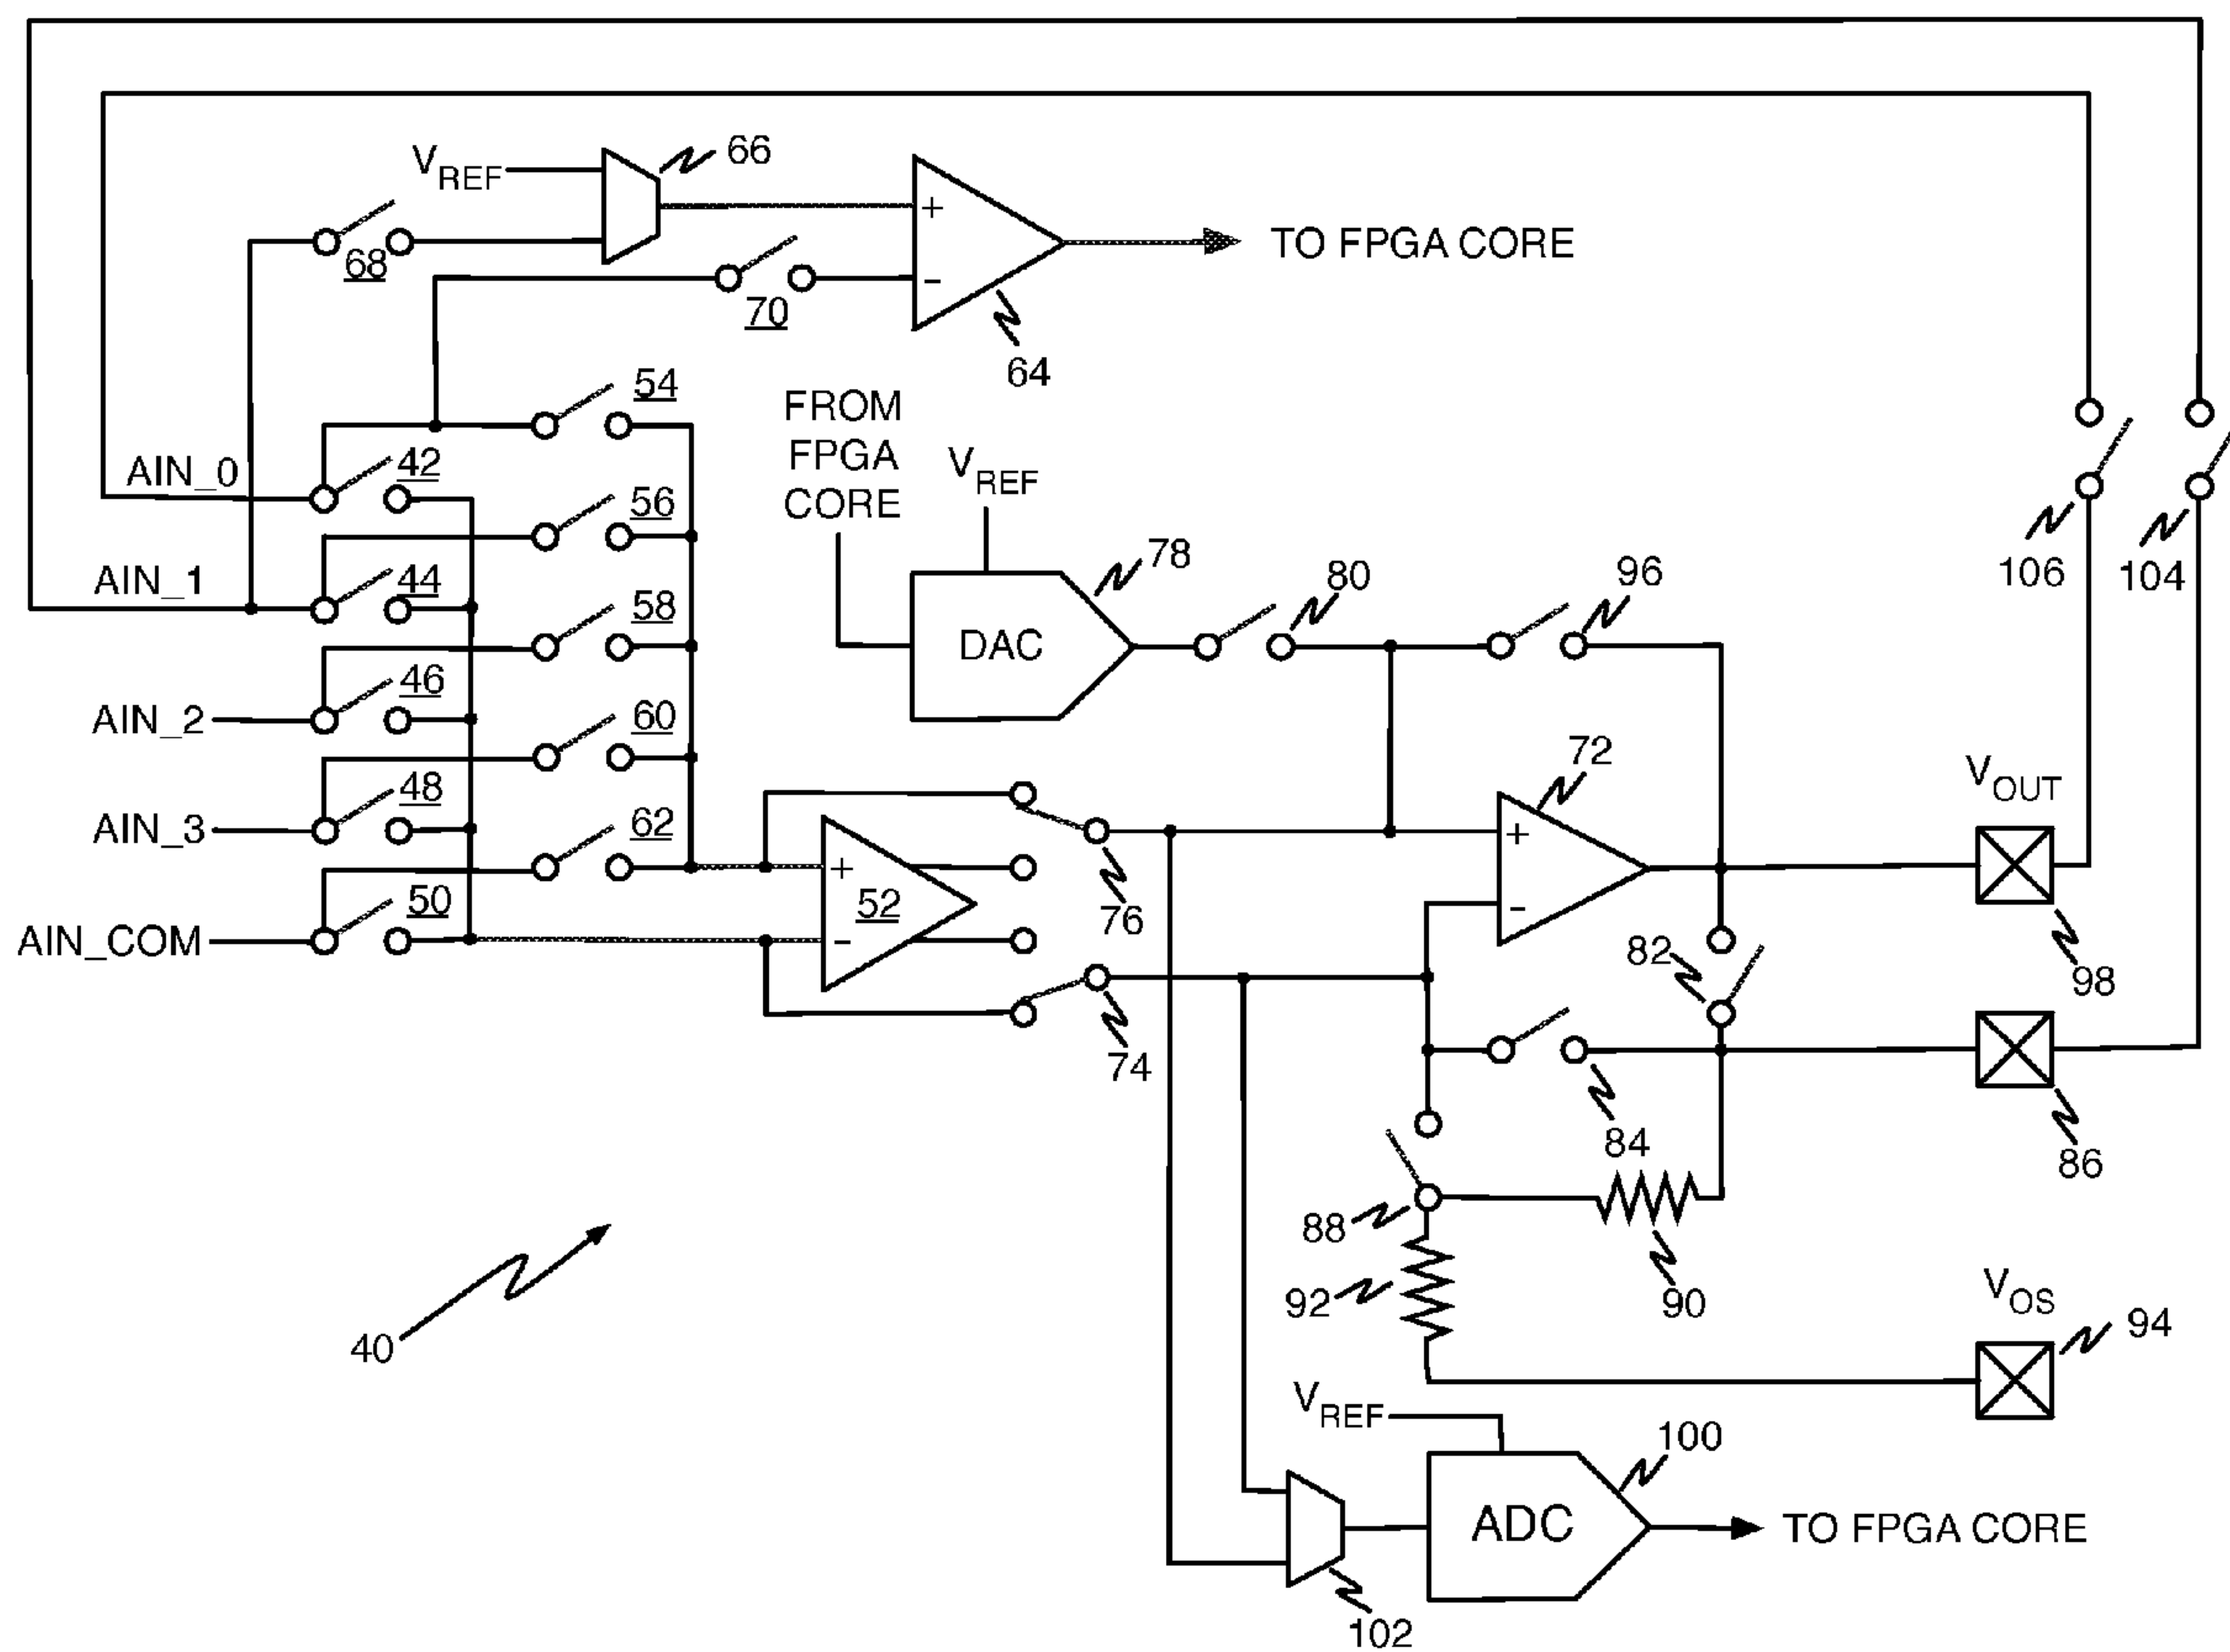 66
VREF
+
68
-
TO FPGA CORE
70
64
54
FROM
FPGA
CORE
VREF
AIN_0
42
56
AIN_1
44
58
78
80
96
106
104
DAC
46
AIN_2
60
72
VOUT
48
AIN_3
62
+
+
52
76
50
-
-
AIN_COM
82
98
74
84
86
88
92
90
VOS
94
40
VREF
100
ADC
TO FPGA CORE
102